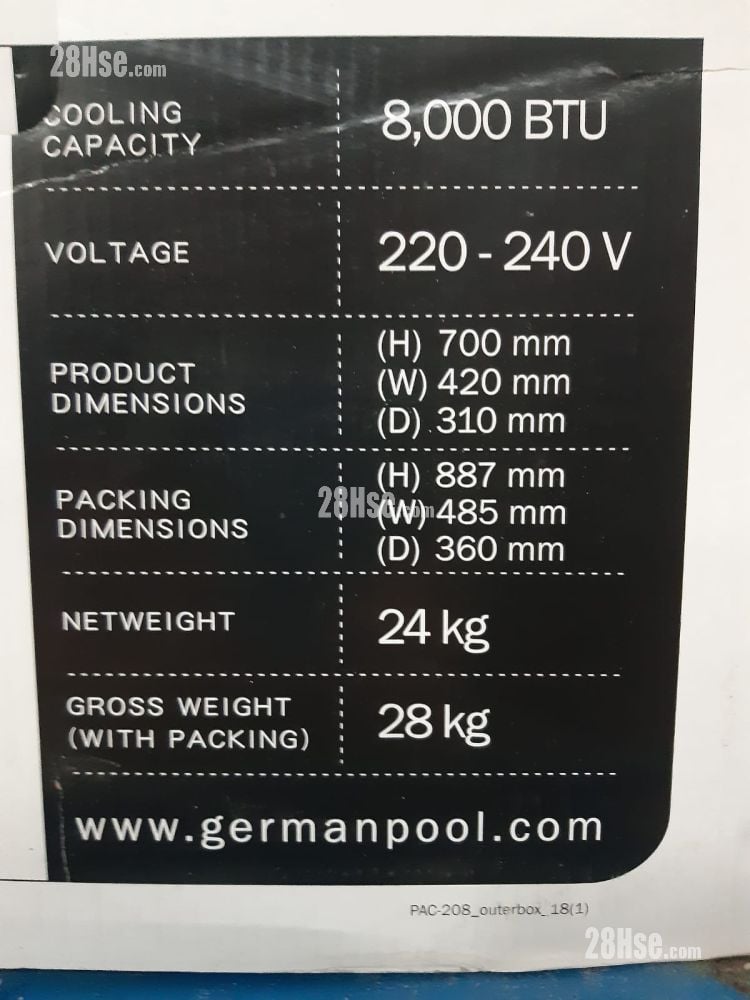 28Hse.com
COOLING
CAPACITY
8,000 BTU
VOLTAGE
220 - 240 V
PRODUCT
DIMENSIONS
(H) 700 mm
(W) 420 mm
(D) 310 mm
PACKING
DIMENSIONS
(H) 887 mm
28Hse.com
(W) 485 mm
(D) 360 mm
NETWEIGHT
24 kg
GROSS WEIGHT
(WITH PACKING)
28 kg
www.germanpool.com
PAC-208_outerbox_18(1)
28Hse.com